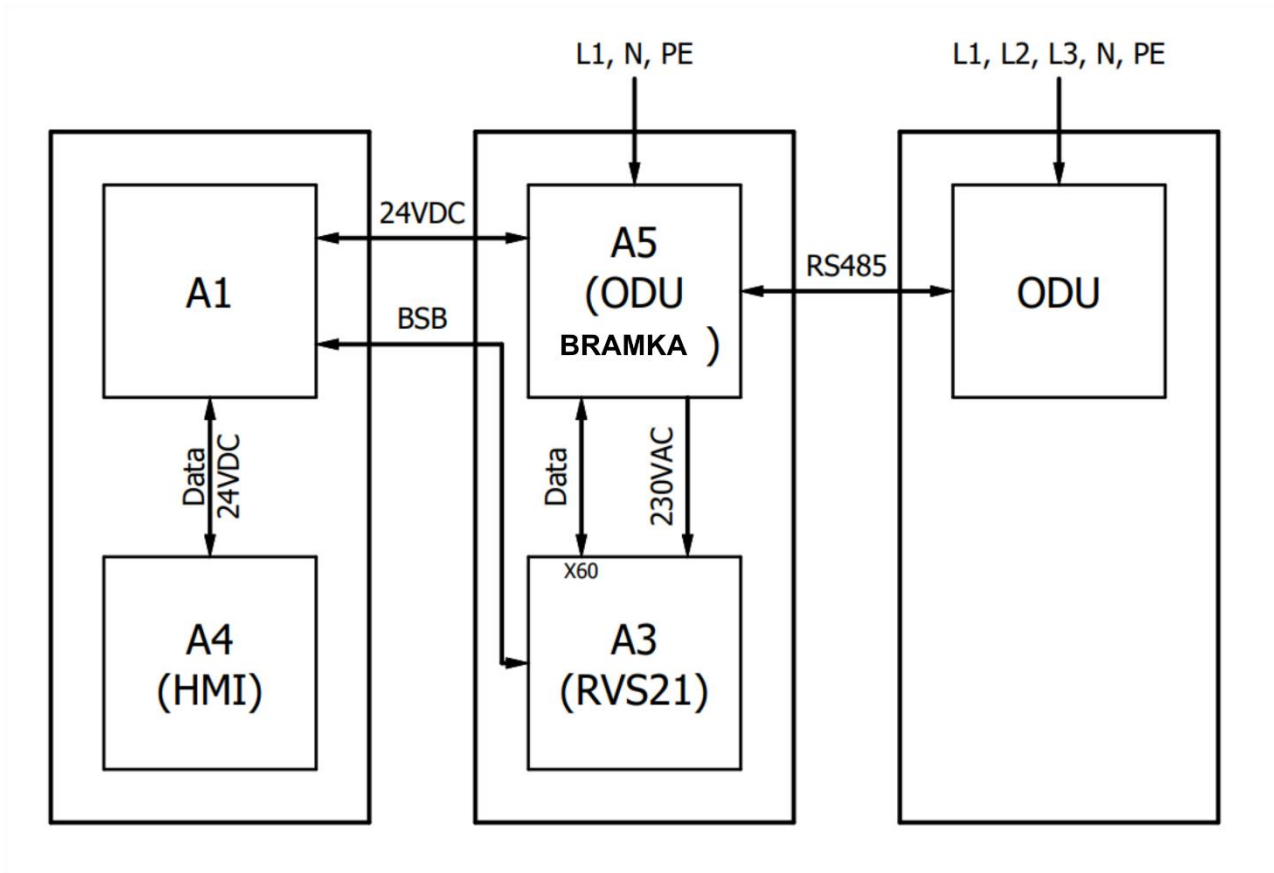 L1, N, PE
L1, L2, L3, N, PE
A1
24VDC
BSB
A5
(ODU
BRAMKA )
RS485
ODU
Data
24VDC
Data
230VAC
A4
(HMI)
X60
A3
(RVS21)